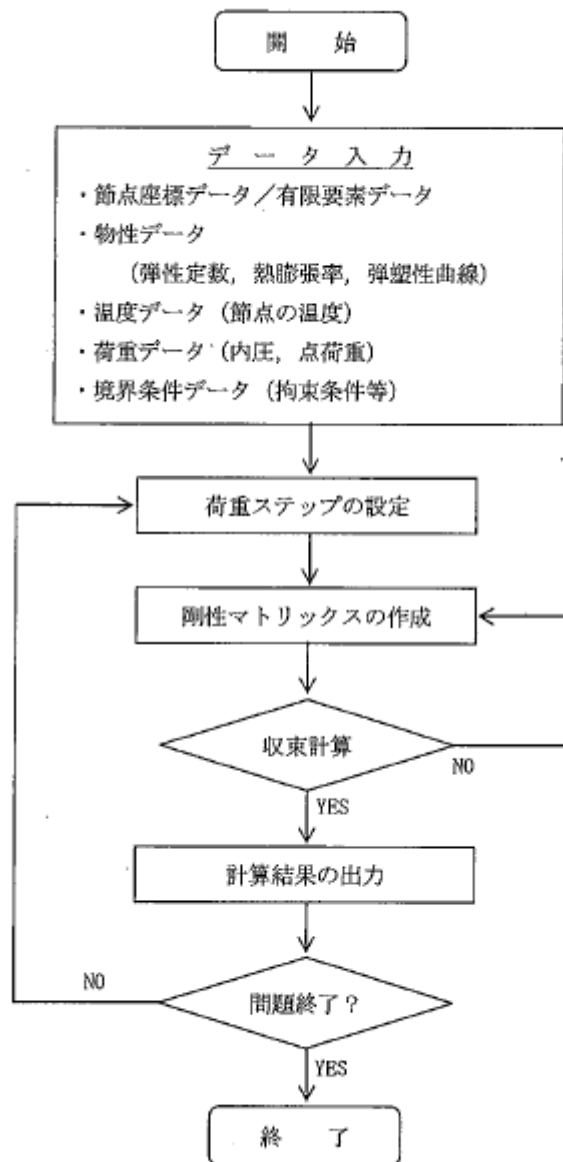 開　始
データ入力
・節点座標データ／有限要素データ
・物性データ
（弾性定数，熱膨張率，弾塑性曲線）
・温度データ（節点の温度）
・荷重データ（内圧，点荷重）
・境界条件データ（拘束条件等）
荷重ステップの設定
剛性マトリックスの作成
収束計算
NO
YES
計算結果の出力
NO
問題終了？
YES
終　了